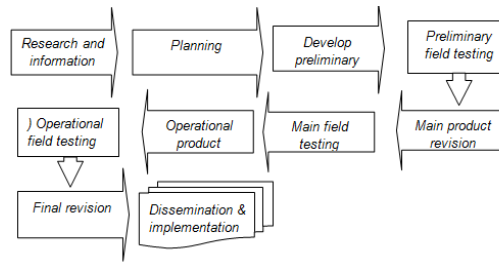 Research and
information
Planning
Develop
preliminary
Preliminary
field testing
Main product
revision
Main field
testing
Operational
product
) Operational
field testing
Final revision
Dissemination &
implementation